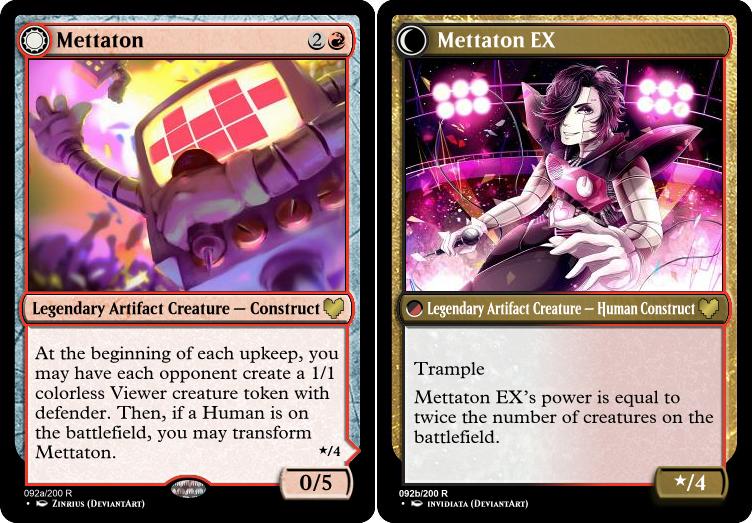 Mettaton
2
Legendary Artifact Creature — Construct
At the beginning of each upkeep, you
may have each opponent create a 1/1
colorless Viewer creature token with
defender. Then, if a Human is on
the battlefield, you may transform
Mettaton.
★/4
0/5
092a/200 R
• Zinrius (DeviantArt)
Mettaton EX
Legendary Artifact Creature — Human Construct
Trample
Mettaton EX's power is equal to
twice the number of creatures on the
battlefield.
★/4
092b/200 R
• invidiata (DeviantArt)